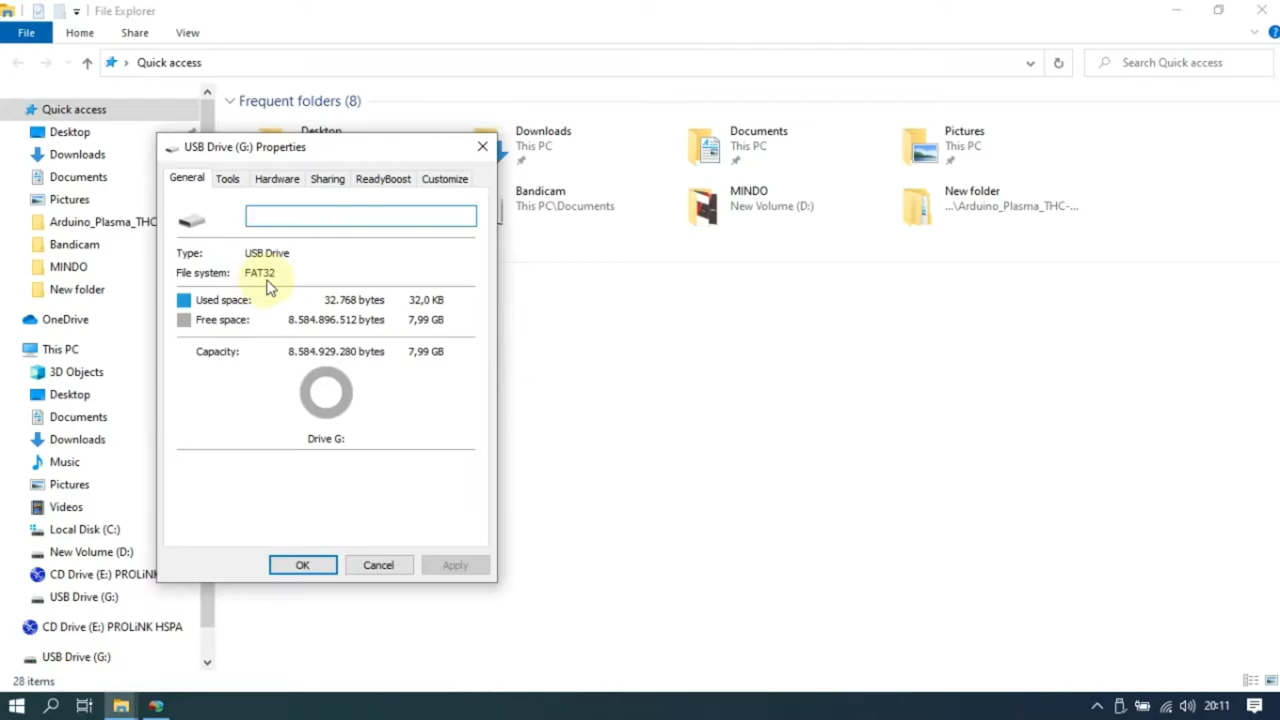 File Explorer
File Home Share View
Quick access
Search Quick access
Quick access
Desktop
Downloads
Documents
Pictures
Arduino_Plasma_THC
Bandicam
MINDO
New folder
OneDrive
This PC
3D Objects
Desktop
Documents
Downloads
Music
Pictures
Videos
Local Disk (C:)
New Volume (D:)
CD Drive (E:) PROLiNK
USB Drive (G:)
CD Drive (E:) PROLiNK HSPA
USB Drive (G:)
28 items
Frequent folders (8)
Desktop
Downloads
This PC
Documents
This PC
Pictures
This PC
Bandicam
This PC\Documents
MINDO
New Volume (D:)
New folder
...\Arduino_Plasma_THC-...
USB Drive (G:) Properties
General Tools Hardware Sharing ReadyBoost Customize
Type: USB Drive
File system: FAT32
Used space: 32.768 bytes 32,0 KB
Free space: 8.584.896.512 bytes 7,99 GB
Capacity: 8.584.929.280 bytes 7,99 GB
Drive G:
OK Cancel Apply
20:11